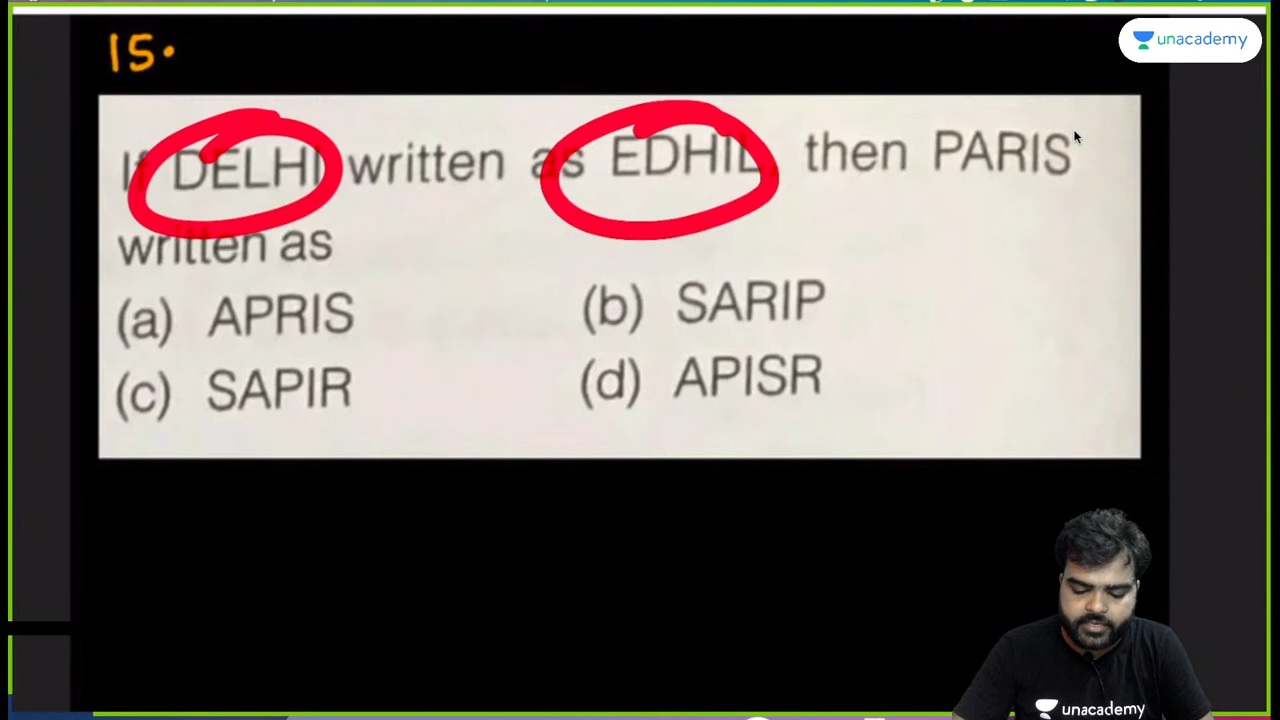 15.
unacademy
If DELHI written as EDHIL, then PARIS
written as
(a) APRIS (b) SARIP
(c) SAPIR (d) APISR
unacademy